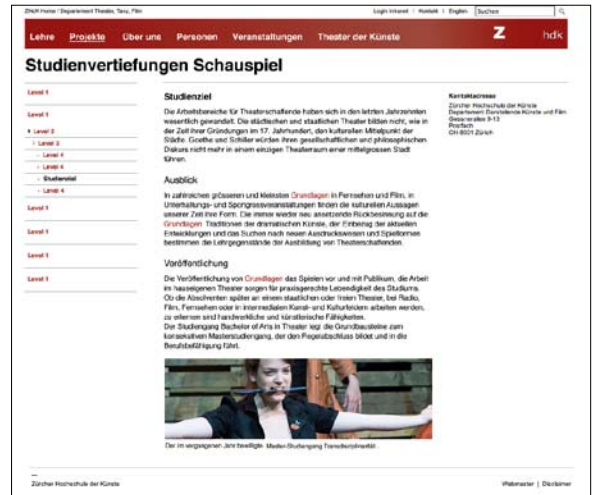 ZHdK Home / Departement Theater, Tanz, Film
Login Intranet | Kontakt | English Suchen
Lehre Projekte Über uns Personen Veranstaltungen Theater der Künste Z hdk
Studienvertiefungen Schauspiel
Level 1
Level 1
Level 2
Level 3
Level 4
Level 4
Studienziel
Level 4
Level 1
Level 1
Level 1
Level 1
Studienziel
Die Arbeitsbereiche für Theaterschaffende haben sich in den letzten Jahrzehnten
wesentlich gewandelt. Die städtischen und staatlichen Theater bilden nicht, wie in
der Zeit ihrer Gründungen im 17. Jahrhundert, den kulturellen Mittelpunkt der
Städte. Goethe und Schiller würden ihren gesellschaftlichen und philosophischen
Diskurs nicht mehr in einem einzigen Theaterraum einer mittelgrossen Stadt
führen.
Ausblick
In zahlreichen grösseren und kleinsten Grundlagen in Fernsehen und Film, in
Unterhaltungs- und Sponsoringveranstaltungen finden die kulturellen Aussagen
unserer Zeit ihre Form. Die immer wieder neu ansetzende Rückbesinnung auf die
Grundlagen Traditionen der dramatischen Künste, der Einbezug der aktuellen
Entwicklungen und das Suchen nach neuen Ausdrucksweisen und Spielformen
bestimmen die Lehrgegenstände der Ausbildung von Theaterschaffenden.
Veröffentlichung
Die Veröffentlichung von Grundlagen das Spielen vor und mit Publikum, die Arbeit
im hauseigenen Theater sorgen für praxisgerechte Lebendigkeit des Studiums.
Ob die Absolventen später an einem staatlichen oder freien Theater, bei Radio,
Film, Fernsehen oder in intermedialen Kunst- und Kulturfeldern arbeiten werden,
zu erlernen sind handwerkliche und künstlerische Fähigkeiten.
Der Studiengang Bachelor of Arts in Theater legt die Grundbausteine zum
konsekutiven Masterstudiengang, der den Regelabschluss bildet und in die
Berufsbefähigung führt.
Der im vergangenen Jahr bewilligte Master-Studiengang Transdisziplinarität.
Kontaktadresse
Zürcher Hochschule der Künste
Departement Darstellende Künste und Film
Gessnerallee 9-13
Postfach
CH-8001 Zürich
Zürcher Hochschule der Künste
Webmaster | Disclaimer